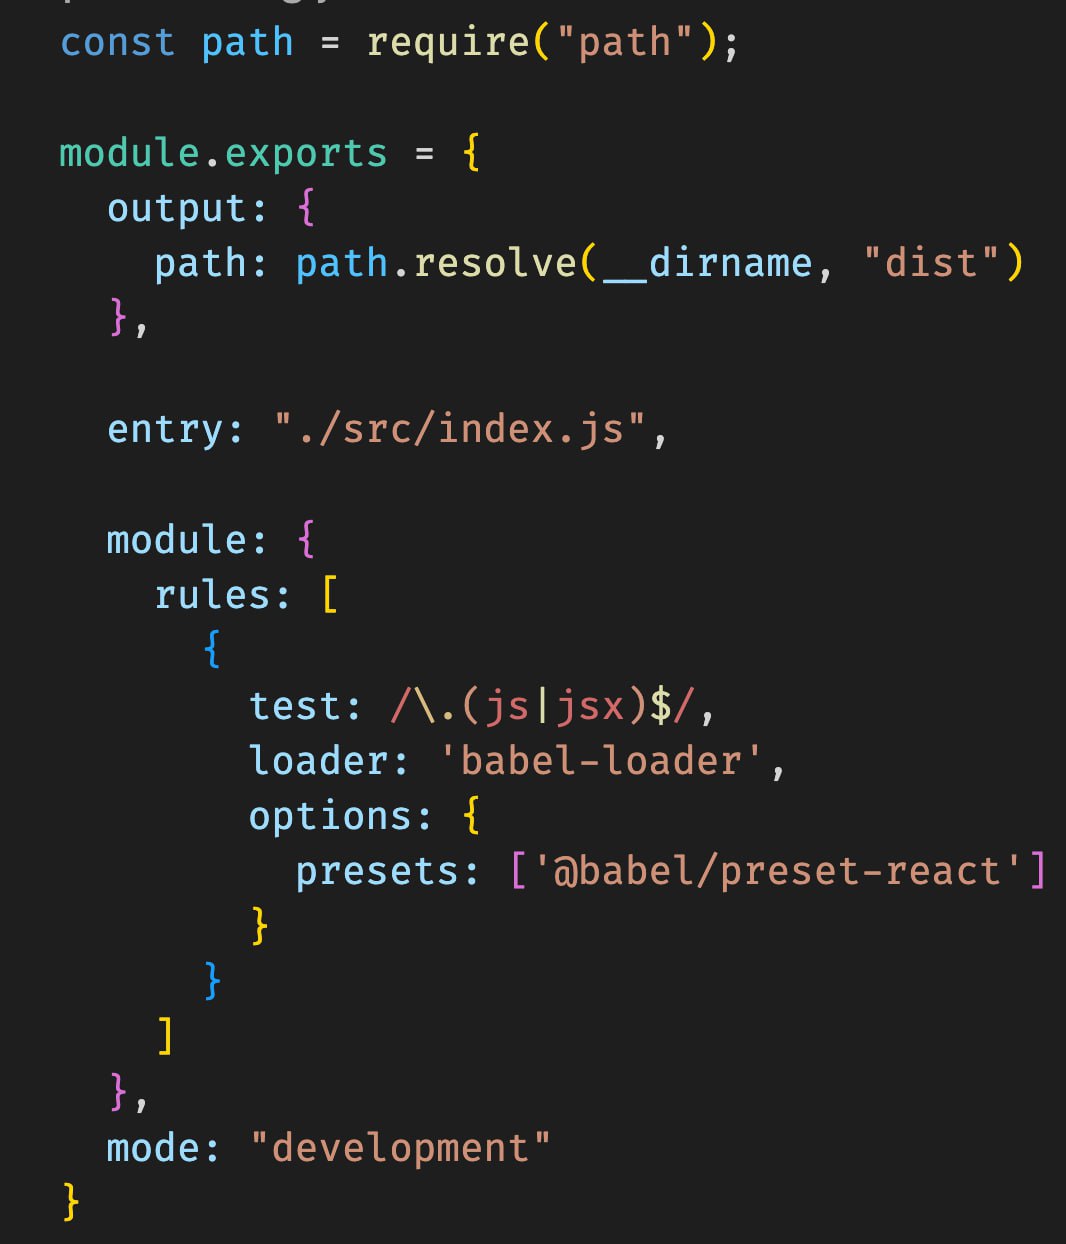 const path = require("path");
module.exports = {
output: {
path: path.resolve(__dirname, "dist")
},
entry: "./src/index.js",
module: {
rules: [
{
test: /\.(js|jsx)$/,
loader: 'babel-loader',
options: {
presets: ['@babel/preset-react']
}
}
]
},
mode: "development"
}